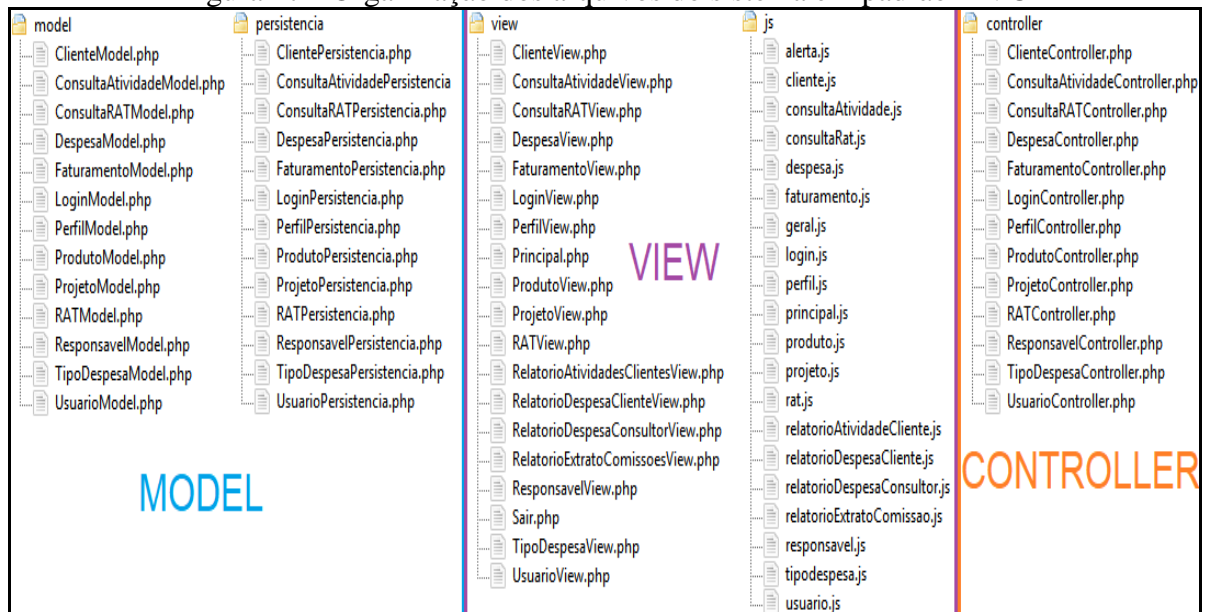 model
ClienteModel.php
ConsultaAtividadeModel.php
ConsultaRATModel.php
DespesaModel.php
FaturamentoModel.php
LoginModel.php
PerfilModel.php
ProdutoModel.php
ProjetoModel.php
RATModel.php
ResponsavelModel.php
TipoDespesaModel.php
UsuarioModel.php
persistencia
ClientePersistencia.php
ConsultaAtividadePersistencia
ConsultaRATPersistencia.php
DespesaPersistencia.php
FaturamentoPersistencia.php
LoginPersistencia.php
PerfilPersistencia.php
ProdutoPersistencia.php
ProjetoPersistencia.php
RATPersistencia.php
ResponsavelPersistencia.php
TipoDespesaPersistencia.php
UsuarioPersistencia.php
MODEL
view
ClienteView.php
ConsultaAtividadeView.php
ConsultaRATView.php
DespesaView.php
FaturamentoView.php
LoginView.php
PerfilView.php
Principal.php
ProdutoView.php
ProjetoView.php
RATView.php
RelatorioAtividadesClientesView.php
RelatorioDespesaClienteView.php
RelatorioDespesaConsultorView.php
RelatorioExtratoComissoesView.php
ResponsavelView.php
Sair.php
TipoDespesaView.php
UsuarioView.php
VIEW
js
alerta.js
cliente.js
consultaAtividade.js
consultaRat.js
despesa.js
faturamento.js
geral.js
login.js
perfil.js
principal.js
produto.js
projeto.js
rat.js
relatorioAtividadeCliente.js
relatorioDespesaCliente.js
relatorioDespesaConsultor.js
relatorioExtratoComissao.js
responsavel.js
tipodespesa.js
usuario.js
controller
ClienteController.php
ConsultaAtividadeController.php
ConsultaRATController.php
DespesaController.php
FaturamentoController.php
LoginController.php
PerfilController.php
ProdutoController.php
ProjetoController.php
RATController.php
ResponsavelController.php
TipoDespesaController.php
UsuarioController.php
CONTROLLER